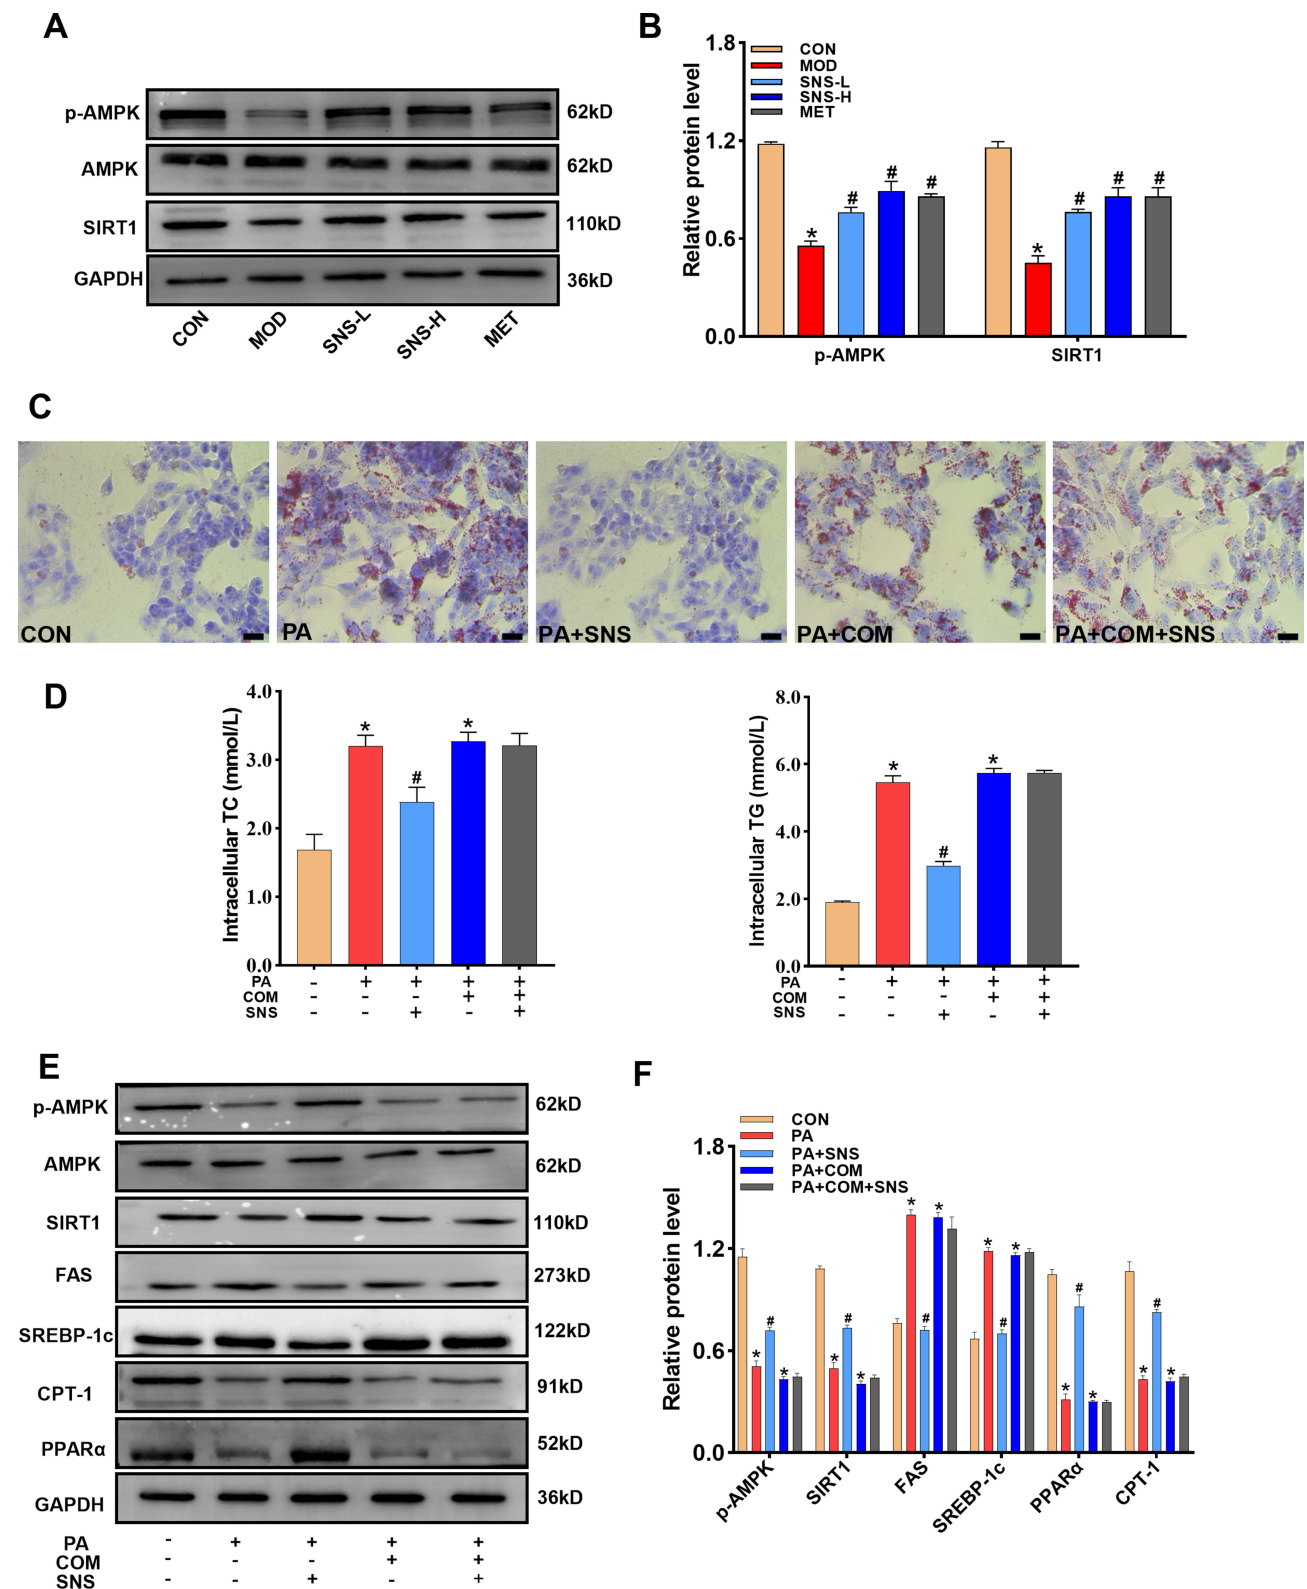 A
p-AMPK
62kD
AMPK
62kD
SIRT1
110kD
GAPDH
36kD
CON MOD SNS-L SNS-H MET
B
Relative protein level
1.8
1.2
0.6
0.0
CON
MOD
SNS-L
SNS-H
MET
* # # # * # # #
p-AMPK SIRT1
C
CON PA PA+SNS PA+COM PA+COM+SNS
D
Intracellular TC (mmol/L)
4.0
3.0
2.0
1.0
0.0
* # *
PA - + + + +
COM - - - + +
SNS - - + - +
Intracellular TG (mmol/L)
8.0
6.0
4.0
2.0
0.0
* # *
PA - + + + +
COM - - - + +
SNS - - + - +
E
p-AMPK
62kD
AMPK
62kD
SIRT1
110kD
FAS
273kD
SREBP-1c
122kD
CPT-1
91kD
PPARα
52kD
GAPDH
36kD
PA - + + + +
COM - - - + +
SNS - - + - +
F
Relative protein level
1.8
1.2
0.6
0.0
CON
PA
PA+SNS
PA+COM
PA+COM+SNS
* # * * # * * # * * # * * # * * # *
p-AMPK SIRT1 FAS SREBP-1c PPARα CPT-1